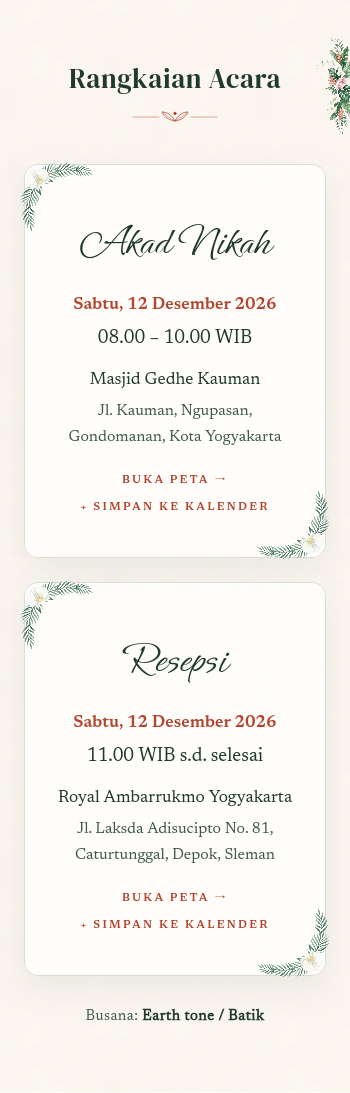 Rangkaian Acara
Akad Nikah
Sabtu, 12 Desember 2026
08.00 – 10.00 WIB
Masjid Gedhe Kauman
Jl. Kauman, Ngupasan,
Gondomanan, Kota Yogyakarta
BUKA PETA →
+ SIMPAN KE KALENDER
Resepsi
Sabtu, 12 Desember 2026
11.00 WIB s.d. selesai
Royal Ambarrukmo Yogyakarta
Jl. Laksda Adisucipto No. 81,
Caturtunggal, Depok, Sleman
BUKA PETA →
+ SIMPAN KE KALENDER
Busana: Earth tone / Batik